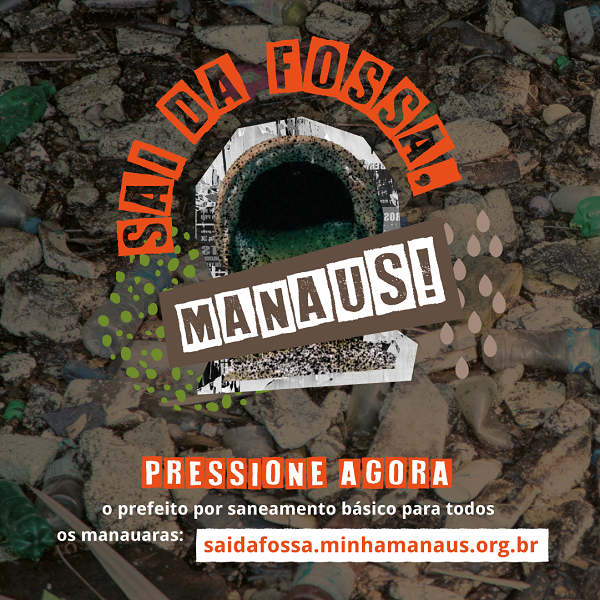 SAI DA FOSSA,
MANAUS!
PRESSIONE AGORA
o prefeito por saneamento básico para todos
os manauaras: saidafossa.minhamanaus.org.br